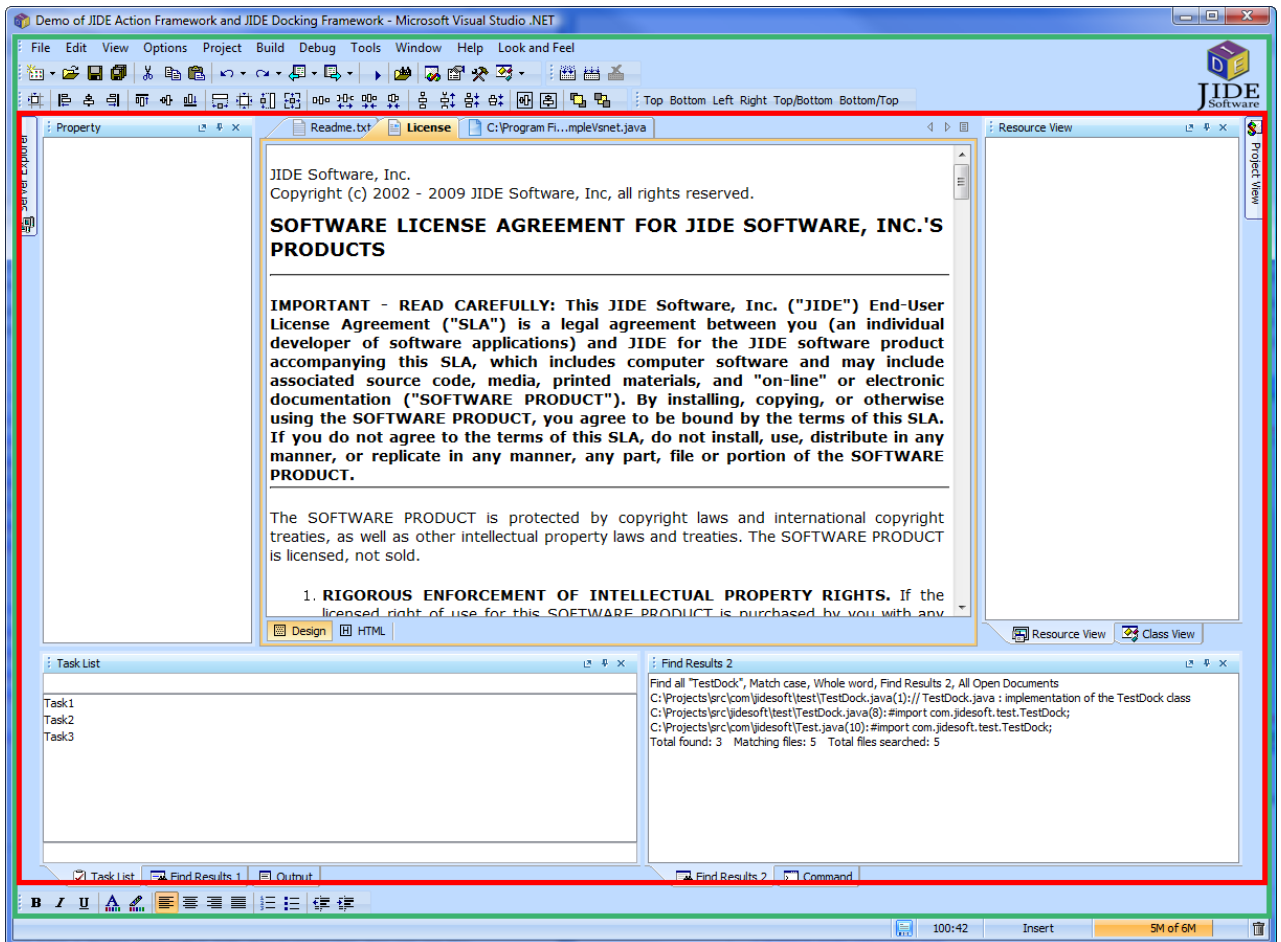 Demo of JIDE Action Framework and JIDE Docking Framework - Microsoft Visual Studio .NET
File Edit View Options Project Build Debug Tools Window Help Look and Feel
JIDE
Software
Top Bottom Left Right Top/Bottom Bottom/Top
Property
Readme.txt License C:\Program Fi...mpleVsnet.java
Resource View
Server Explorer
Project View
JIDE Software, Inc.
Copyright (c) 2002 - 2009 JIDE Software, Inc, all rights reserved.
SOFTWARE LICENSE AGREEMENT FOR JIDE SOFTWARE, INC.'S
PRODUCTS
IMPORTANT - READ CAREFULLY: This JIDE Software, Inc. ("JIDE") End-User
License Agreement ("SLA") is a legal agreement between you (an individual
developer of software applications) and JIDE for the JIDE software product
accompanying this SLA, which includes computer software and may include
associated source code, media, printed materials, and "on-line" or electronic
documentation ("SOFTWARE PRODUCT"). By installing, copying, or otherwise
using the SOFTWARE PRODUCT, you agree to be bound by the terms of this SLA.
If you do not agree to the terms of this SLA, do not install, use, distribute in any
manner, or replicate in any manner, any part, file or portion of the SOFTWARE
PRODUCT.
The SOFTWARE PRODUCT is protected by copyright laws and international copyright
treaties, as well as other intellectual property laws and treaties. The SOFTWARE PRODUCT
is licensed, not sold.
1. RIGOROUS ENFORCEMENT OF INTELLECTUAL PROPERTY RIGHTS. If the
licensed right of use for this SOFTWARE PRODUCT is purchased by you with any
Design HTML
Resource View Class View
Task List
Task1
Task2
Task3
Task List Find Results 1 Output
Find Results 2
Find all "TestDock", Match case, Whole word, Find Results 2, All Open Documents
C:\Projects\src\com\jidesoft\test\TestDock.java(1):// TestDock.java : implementation of the TestDock class
C:\Projects\src\jidesoft\test\TestDock.java(8):#import com.jidesoft.test.TestDock;
C:\Projects\src\com\jidesoft\Test.java(10):#import com.jidesoft.test.TestDock;
Total found: 3 Matching files: 5 Total files searched: 5
Find Results 2 Command
B I U A
100:42 Insert 5M of 6M